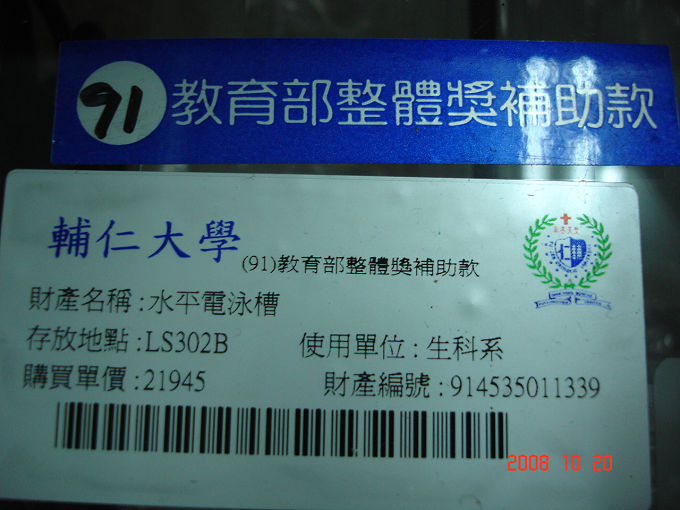 91 教育部整體獎補助款
輔仁大學
(91)教育部整體獎補助款
財產名稱:水平電泳槽
存放地點:LS302B 使用單位:生科系
購買單價:21945 財產編號:914535011339
2008 10 20